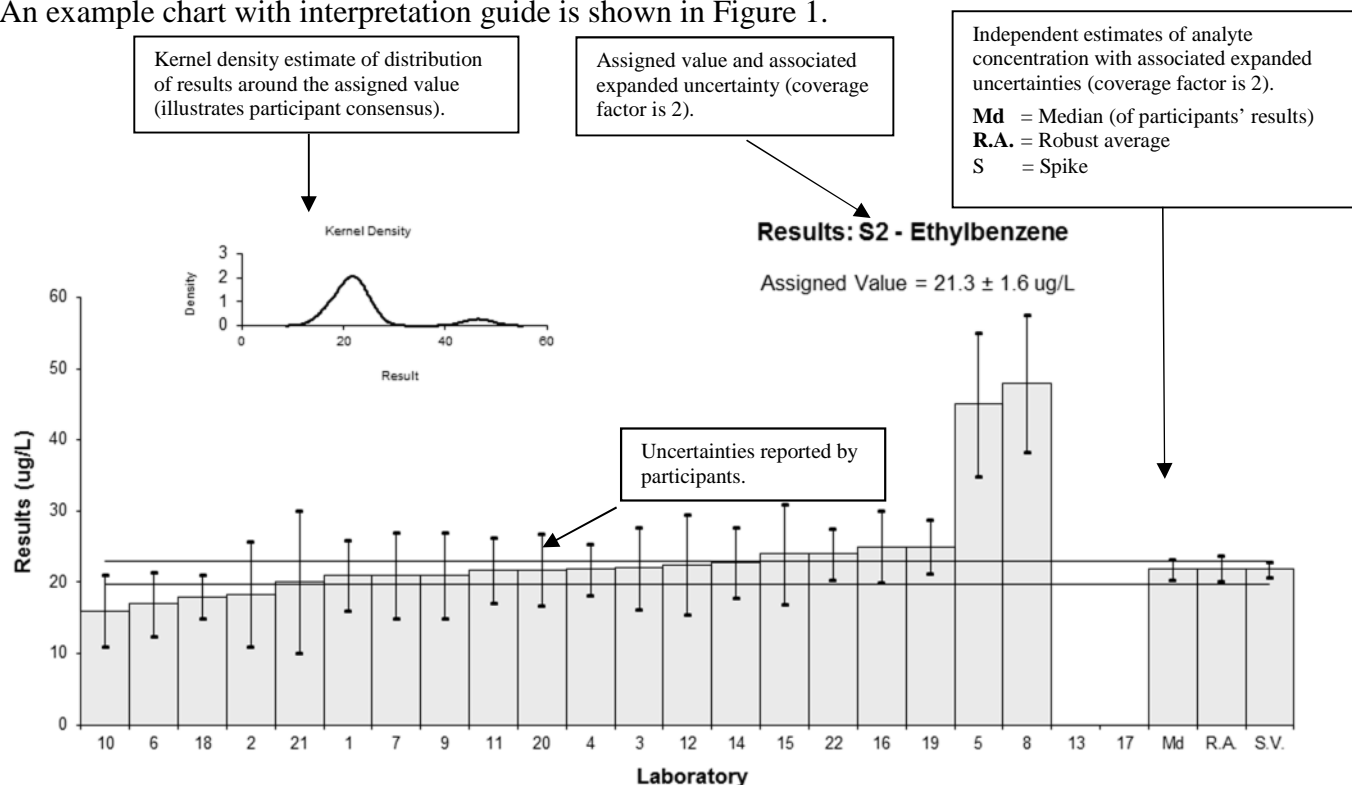 An example chart with interpretation guide is shown in Figure 1.
Kernel density estimate of distribution
of results around the assigned value
(illustrates participant consensus).
Assigned value and associated
expanded uncertainty (coverage
factor is 2).
Independent estimates of analyte
concentration with associated expanded
uncertainties (coverage factor is 2).
Md = Median (of participants' results)
R.A. = Robust average
S = Spike
Kernel Density
Density
3
2
1
0
0 20 40 60
Result
Results: S2 - Ethylbenzene
Assigned Value = 21.3 ± 1.6 ug/L
Uncertainties reported by
participants.
Results (ug/L)
60
50
40
30
20
10
0
10 6 18 2 21 1 7 9 11 20 4 3 12 14 15 22 16 19 5 8 13 17 Md R.A. S.V.
Laboratory